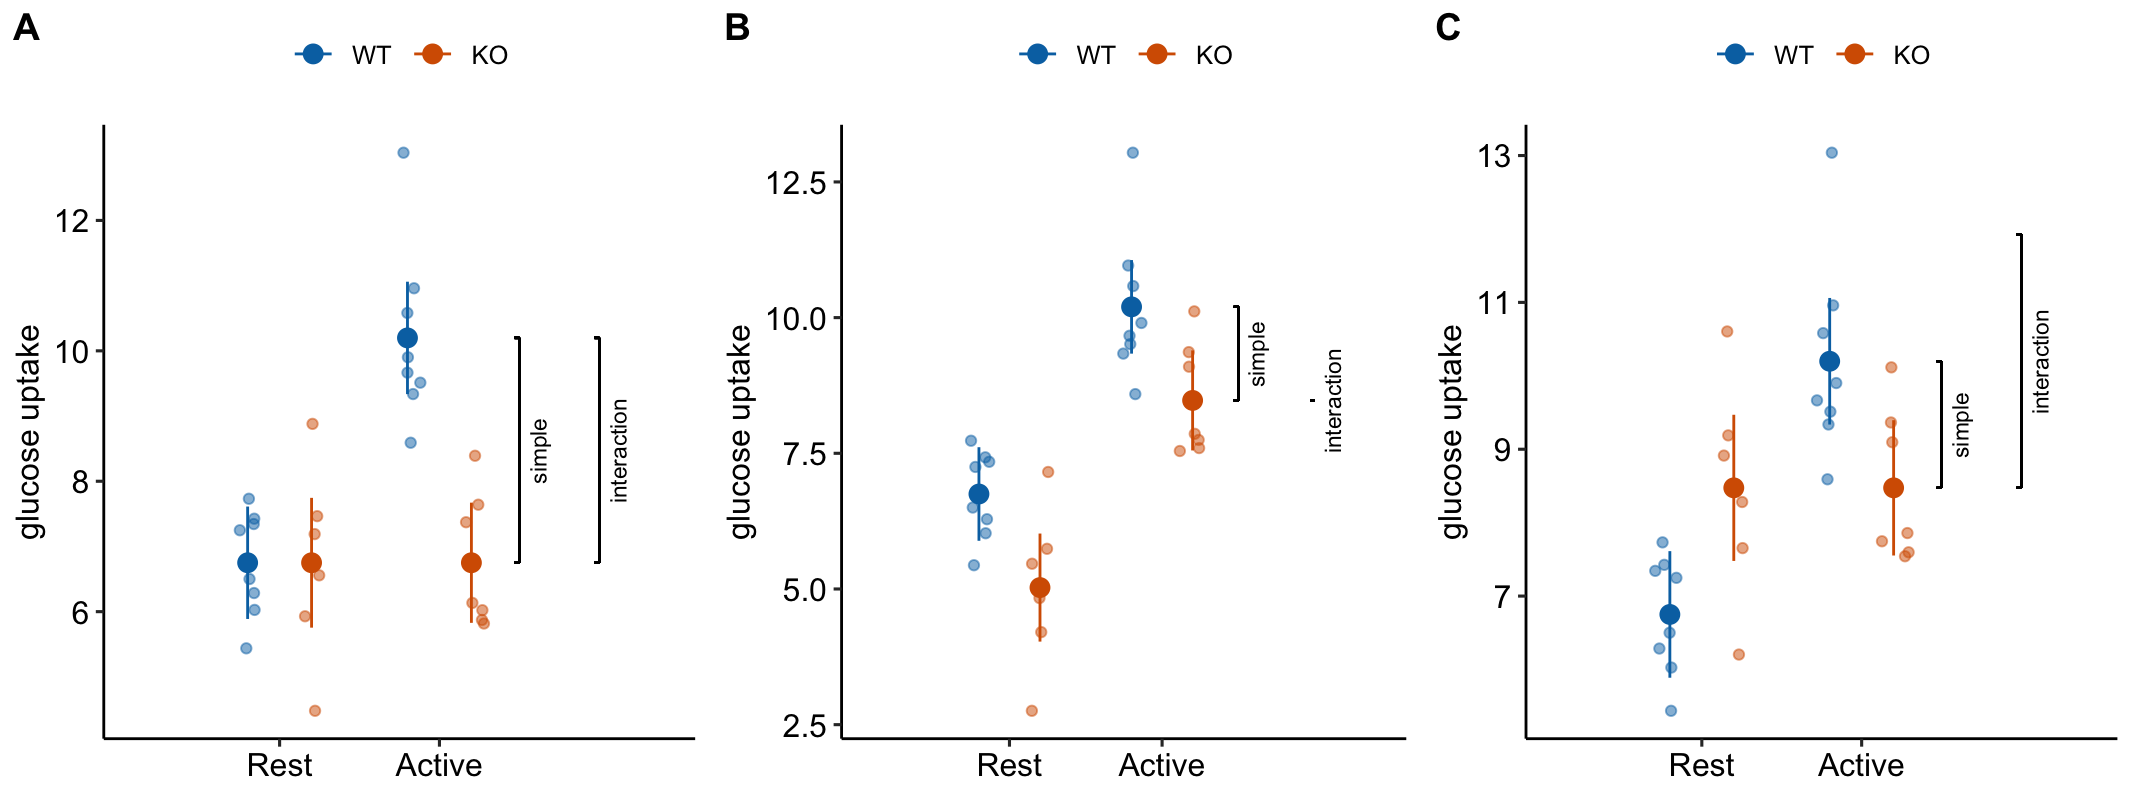 A
WT KO
glucose uptake
12
10
8
6
Rest Active
simple
interaction
B
WT KO
glucose uptake
12.5
10.0
7.5
5.0
2.5
Rest Active
simple
interaction
C
WT KO
glucose uptake
13
11
9
7
Rest Active
simple
interaction